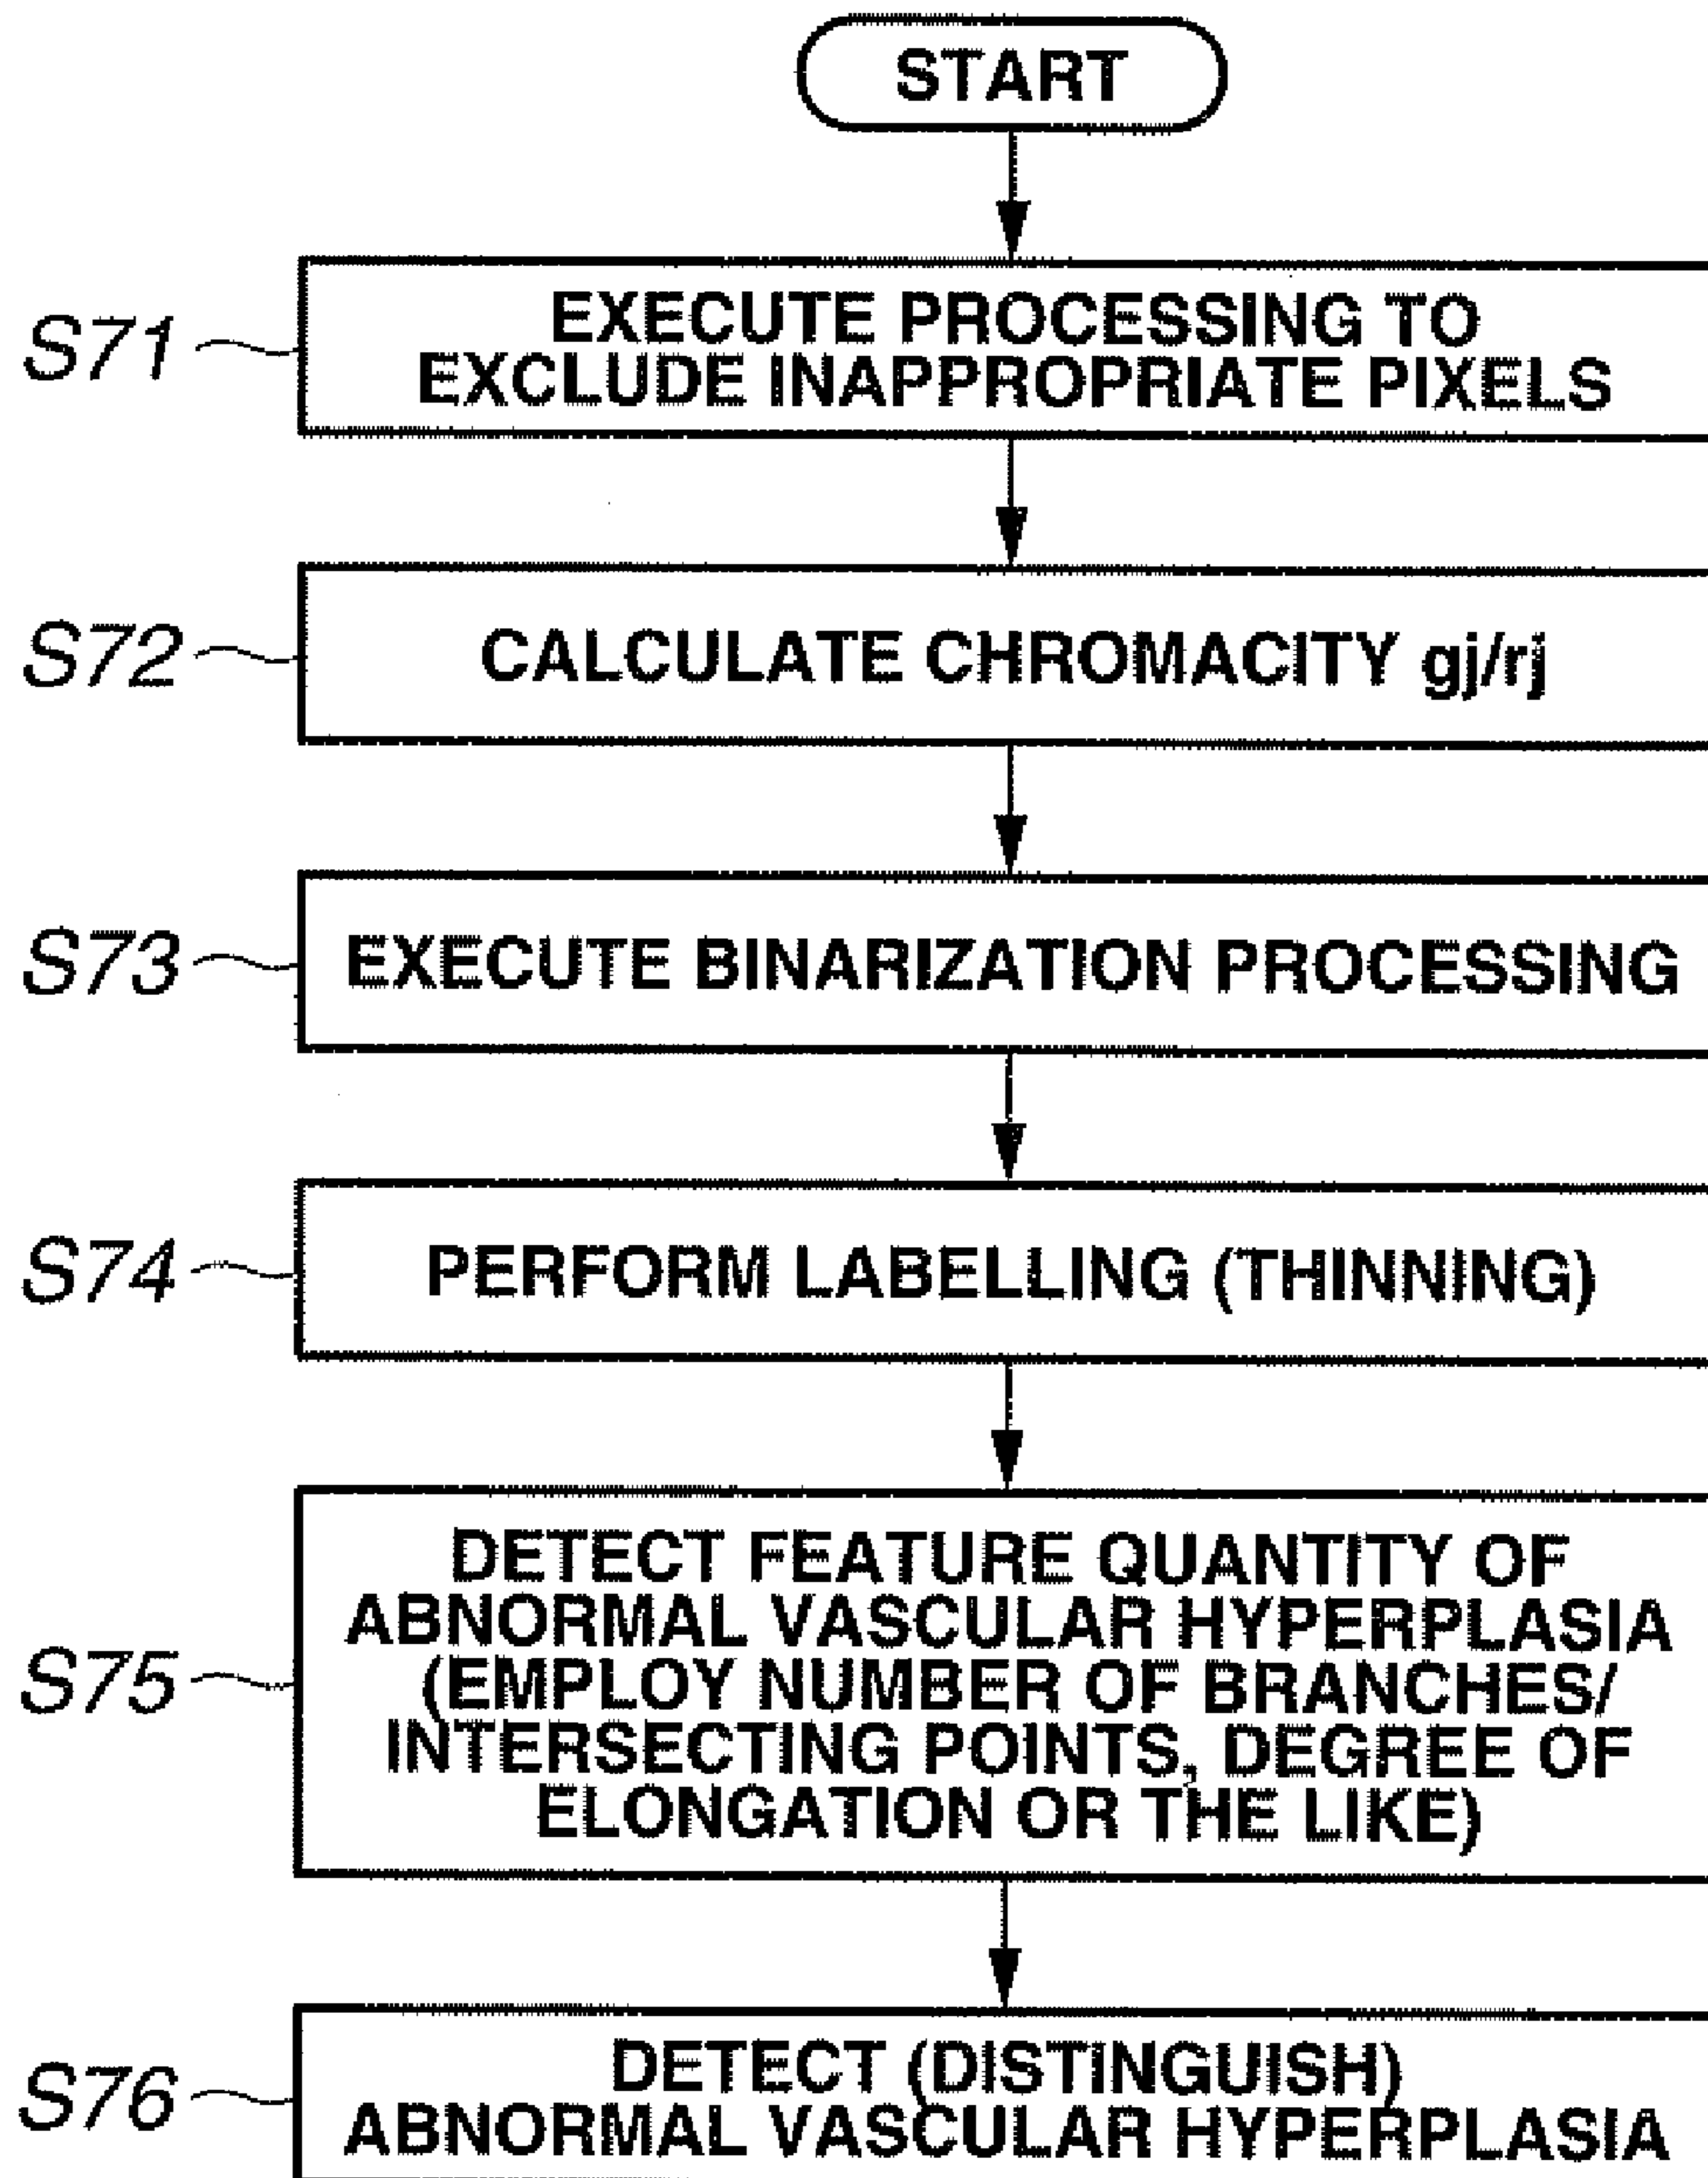 START
S71
EXECUTE PROCESSING TO
EXCLUDE INAPPROPRIATE PIXELS
S72
CALCULATE CHROMACITY gj/rj
S73
EXECUTE BINARIZATION PROCESSING
S74
PERFORM LABELLING (THINNING)
S75
DETECT FEATURE QUANTITY OF
ABNORMAL VASCULAR HYPERPLASIA
(EMPLOY NUMBER OF BRANCHES/
INTERSECTING POINTS, DEGREE OF
ELONGATION OR THE LIKE)
S76
DETECT (DISTINGUISH)
ABNORMAL VASCULAR HYPERPLASIA